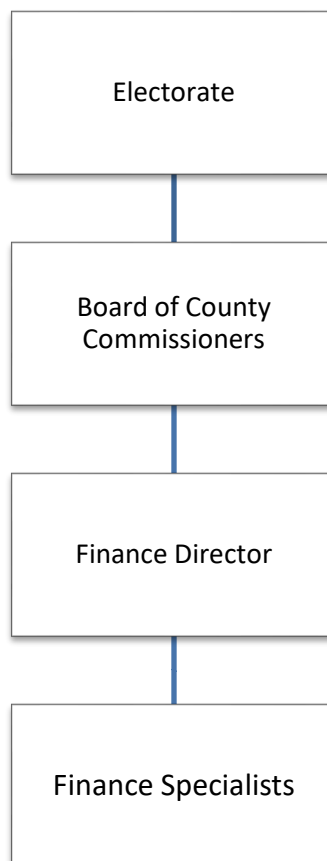 Electorate
Board of County
Commissioners
Finance Director
Finance Specialists